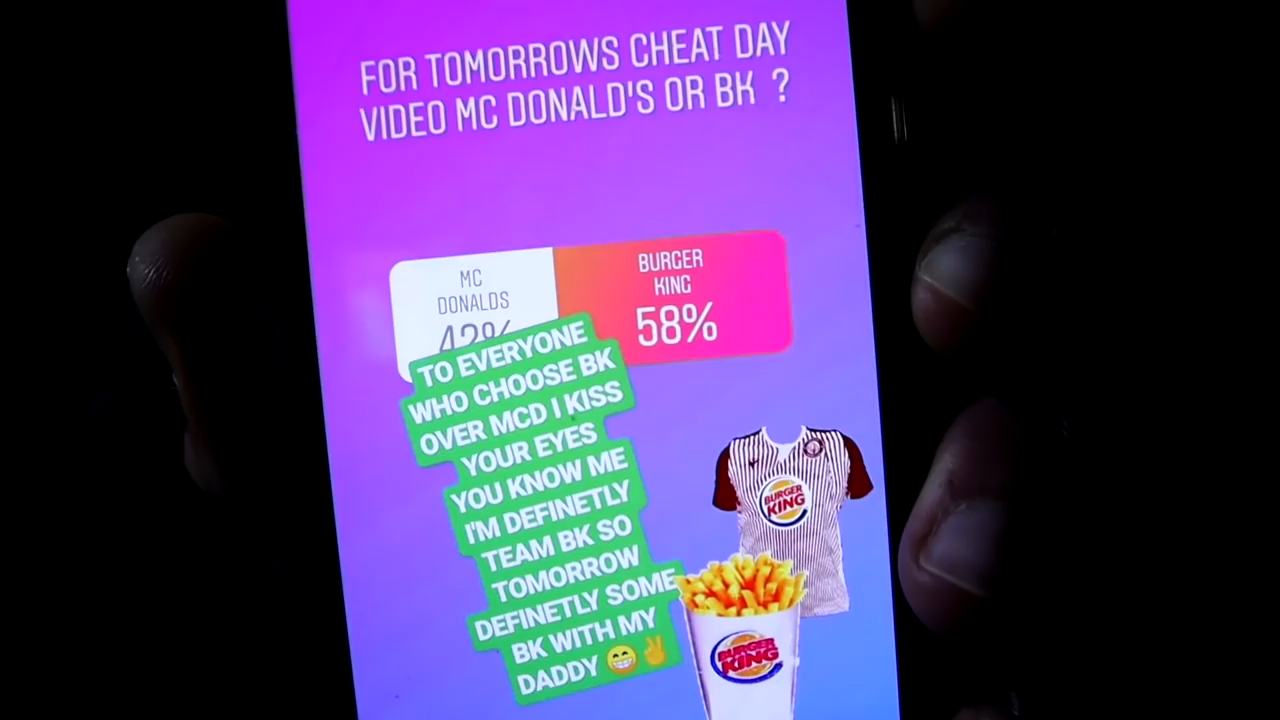 FOR TOMORROWS CHEAT DAY
VIDEO MC DONALD'S OR BK ?
MC
DONALDS
42%
BURGER
KING
58%
TO EVERYONE
WHO CHOOSE BK
OVER MCD I KISS
YOUR EYES
YOU KNOW ME
I'M DEFINETLY
TEAM BK SO
TOMORROW
DEFINETLY SOME
BK WITH MY
DADDY 😁✌
BURGER
KING
BURGER
KING